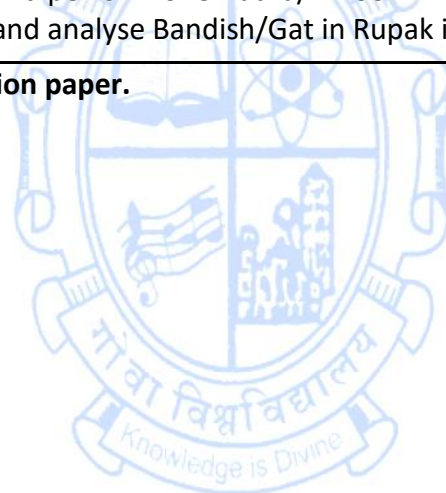 and analyse Bandish/Gat in Rupak i
ion paper.
गोवा विश्वविद्यालय
Knowledge is Divine